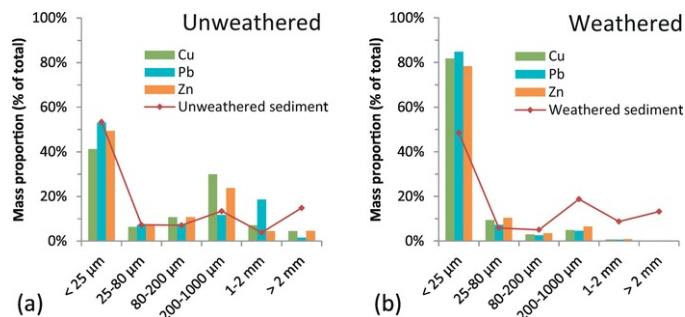 Unweathered
100%
80%
60%
40%
20%
0%
Mass proportion (% of total)
Cu
Pb
Zn
Unweathered sediment
< 25 µm
25-80 µm
80-200 µm
200-1000 µm
1-2 mm
> 2 mm
(a)
Weathered
100%
80%
60%
40%
20%
0%
Mass proportion (% of total)
Cu
Pb
Zn
Weathered sediment
< 25 µm
25-80 µm
80-200 µm
200-1000 µm
1-2 mm
> 2 mm
(b)